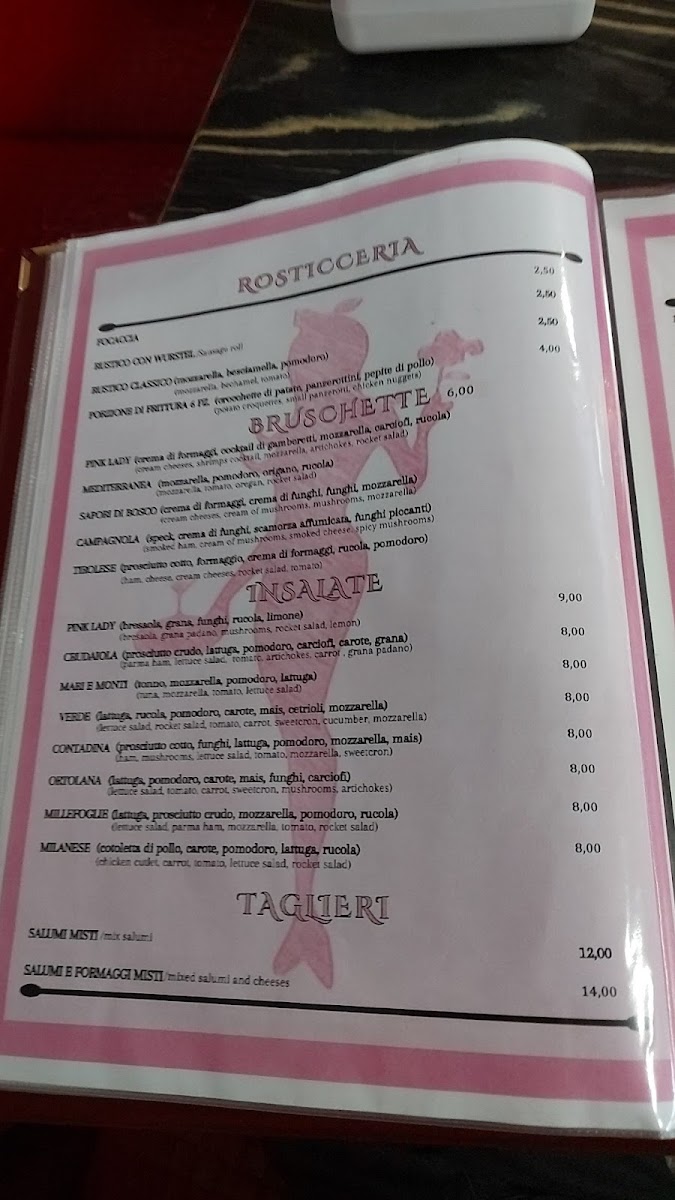 ROSTICCERIA
FOCACCIA 2,50
RUSTICO CON WURSTEL /Sausage roll 2,50
RUSTICO CLASSICO (mozzarella, besciamella, pomodoro) 2,50
(mozzarella, bechamel, tomato)
PORZIONE DI FRITTURA 6 PZ. (crocchette di patata, panzerottini, pepite di pollo) 4,00
(potato croquettes, small panzeroni, chicken nuggets)
BRUSCHETTE 6,00
PINK LADY (crema di formaggi, cocktail di gamberetti, mozzarella, carciofi, rucola)
(cream cheeses, shrimps cocktail, mozzarella, artichokes, rocket salad)
MEDITERRANEA (mozzarella, pomodoro, origano, rucola)
(mozzarella, tomato, oregan, rocket salad)
SAPORI DI BOSCO (crema di formaggi, crema di funghi, funghi, mozzarella)
(cream cheeses, cream of mushrooms, mushrooms, mozzarella)
CAMPAGNOLA (speck, crema di funghi, scamorza affumicata, funghi piccanti)
(smoked ham, cream of mushrooms, smoked cheese, spicy mushrooms)
TIROLESE (prosciutto cotto, formaggio, crema di formaggi, rucola, pomodoro)
(ham, cheese, cream cheeses, rocket salad, tomato)
INSALATE
PINK LADY (bresaola, grana, funghi, rucola, limone) 9,00
(bresaola, grana padano, mushrooms, rocket salad, lemon)
CRUDAIOLA (prosciutto crudo, lattuga, pomodoro, carciofi, carote, grana) 8,00
(parma ham, lettuce salad, tomato, artichokes, carrot , grana padano)
MARI E MONTI (tonno, mozzarella, pomodoro, lattuga) 8,00
(tuna, mozzarella, tomato, lettuce salad)
VERDE (lattuga, rucola, pomodoro, carote, mais, cetrioli, mozzarella) 8,00
(lettuce salad, rocket salad, tomato, carrot, sweetcron, cucumber, mozzarella)
CONTADINA (prosciutto cotto, funghi, lattuga, pomodoro, mozzarella, mais) 8,00
(ham, mushrooms, lettuce salad, tomato, mozzarella, sweetcron)
ORTOLANA (lattuga, pomodoro, carote, mais, funghi, carciofi) 8,00
(lettuce salad, tomato, carrot, sweetcron, mushrooms, artichokes)
MILLEFOGLIE (lattuga, prosciutto crudo, mozzarella, pomodoro, rucola) 8,00
(lettuce salad, parma ham, mozzarella, tomato, rocket salad)
MILANESE (cotoletta di pollo, carote, pomodoro, lattuga, rucola) 8,00
(chicken cutlet, carrot, tomato, lettuce salad, rocket salad)
TAGLIERI
SALUMI MISTI /mix salumi 12,00
SALUMI E FORMAGGI MISTI /mixed salumi and cheeses 14,00